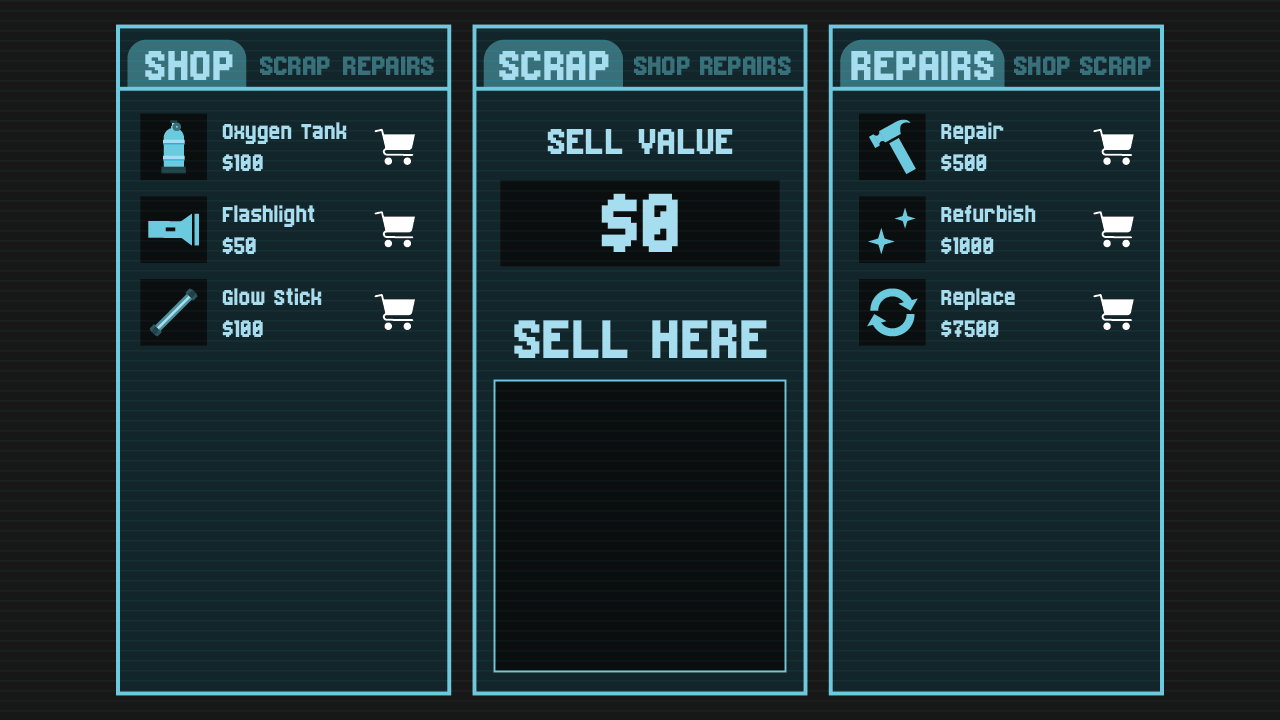 SHOP SCRAP REPAIRS
Oxygen Tank
$100
Flashlight
$50
Glow Stick
$100
SCRAP SHOP REPAIRS
SELL VALUE
$0
SELL HERE
REPAIRS SHOP SCRAP
Repair
$500
Refurbish
$1000
Replace
$7500